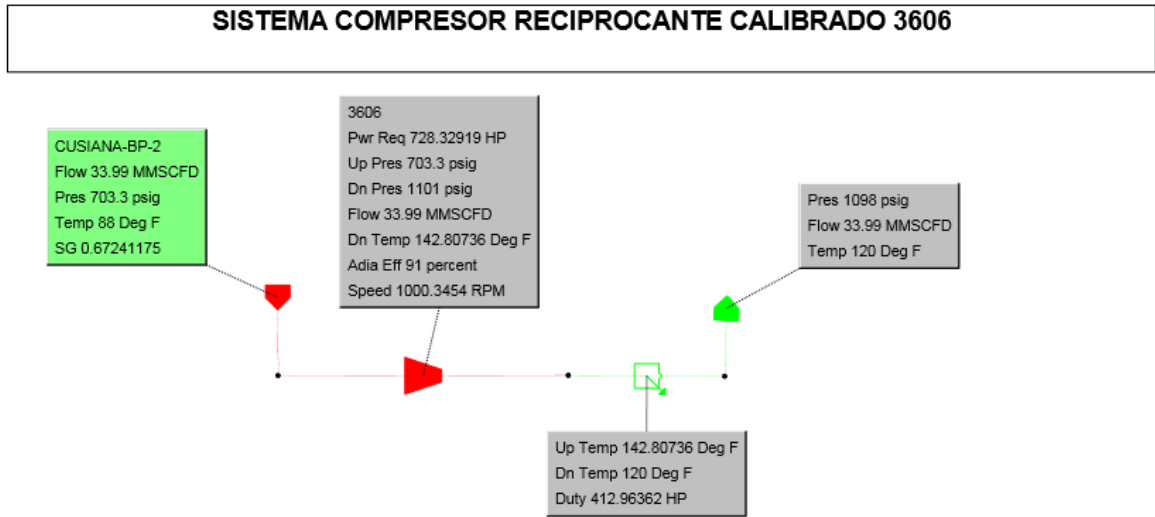 SISTEMA COMPRESOR RECIPROCANTE CALIBRADO 3606
CUSIANA-BP-2
Flow 33.99 MMSCFD
Pres 703.3 psig
Temp 88 Deg F
SG 0.67241175
3606
Pwr Req 728.32919 HP
Up Pres 703.3 psig
Dn Pres 1101 psig
Flow 33.99 MMSCFD
Dn Temp 142.80736 Deg F
Adia Eff 91 percent
Speed 1000.3454 RPM
Pres 1098 psig
Flow 33.99 MMSCFD
Temp 120 Deg F
Up Temp 142.80736 Deg F
Dn Temp 120 Deg F
Duty 412.96362 HP